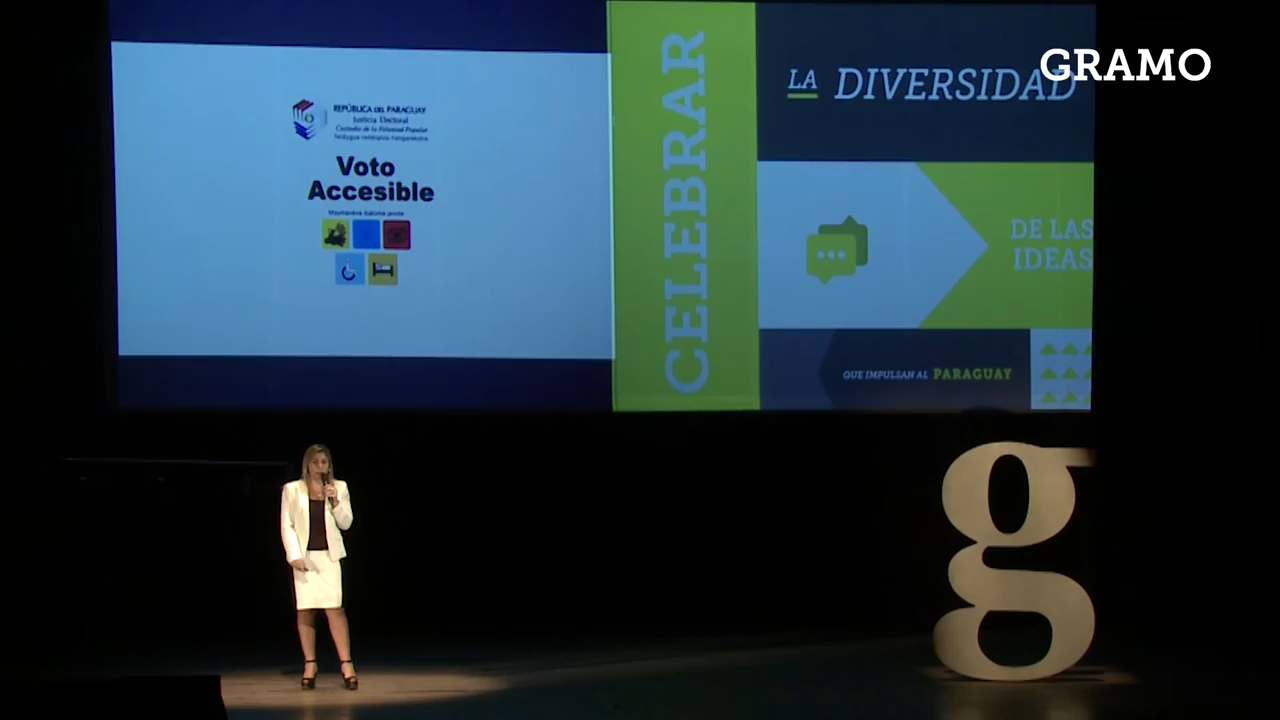 REPÚBLICA DEL PARAGUAY
Justicia Electoral
Custodio de la Voluntad Popular
Voto
Accesible
CELEBRAR
LA DIVERSIDAD
DE LAS
IDEAS
QUE IMPULSAN AL PARAGUAY
GRAMO
g